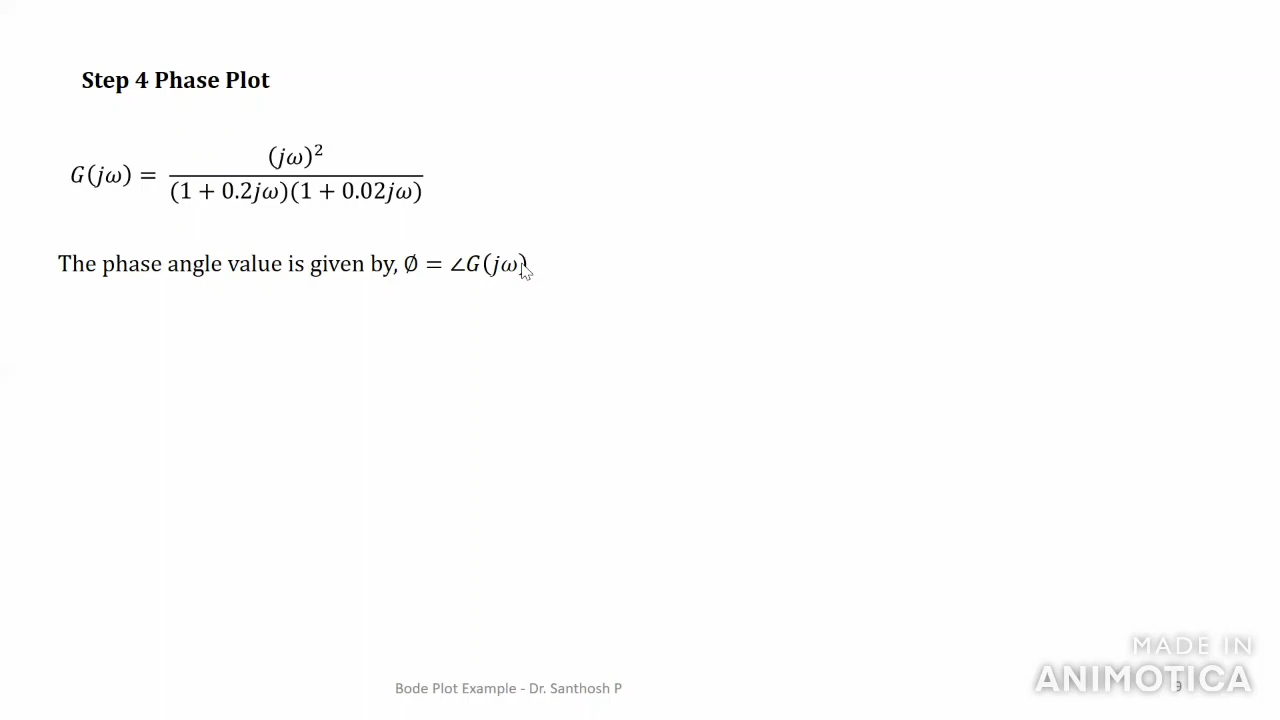 Step 4 Phase Plot
G(jω) = (jω)² / (1 + 0.2jω)(1 + 0.02jω)
The phase angle value is given by, ∅ = ∠G(jω)
Bode Plot Example - Dr. Santhosh P
9
MADE IN
ANIMOTICA